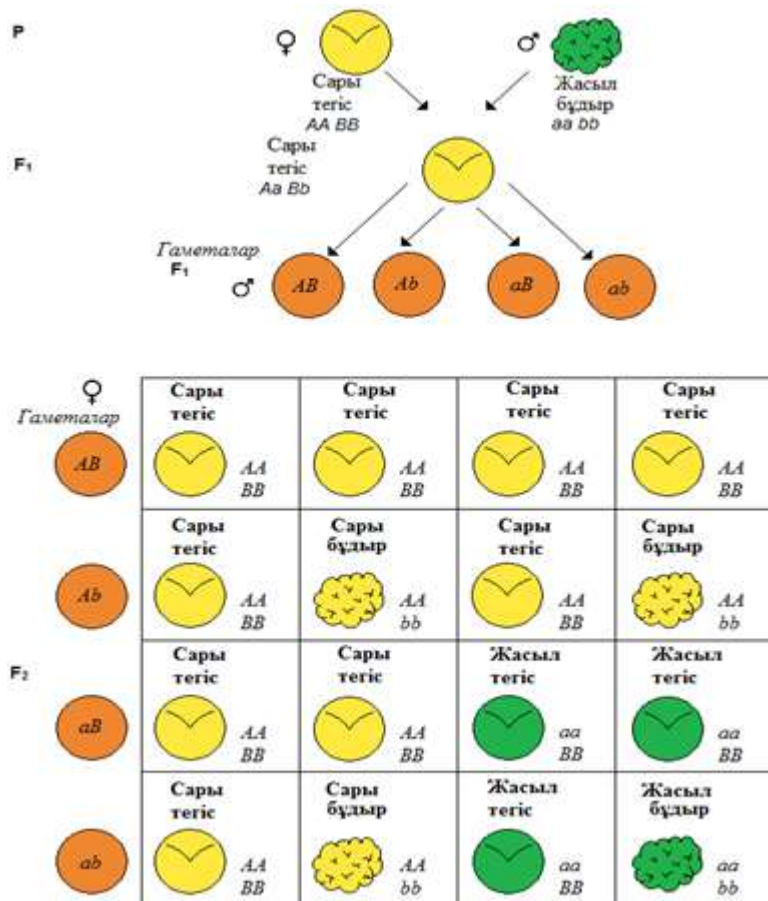 P
♀
♂
Сары
тегіс
AA BB
Жасыл
бұдыр
aa bb
F₁
Сары
тегіс
Aa Bb
Гаметалар
F₁
♂
AB
Ab
aB
ab
♀
Гаметалар
AB
Сары
тегіс
AA
BB
Сары
тегіс
AA
BB
Сары
тегіс
AA
BB
Сары
тегіс
AA
BB
Ab
Сары
тегіс
AA
BB
Сары
бұдыр
AA
bb
Сары
тегіс
AA
BB
Сары
бұдыр
AA
bb
F₂
aB
Сары
тегіс
AA
BB
Сары
тегіс
AA
BB
Жасыл
тегіс
aa
BB
Жасыл
тегіс
aa
BB
ab
Сары
тегіс
AA
BB
Сары
бұдыр
AA
bb
Жасыл
тегіс
aa
BB
Жасыл
бұдыр
aa
bb